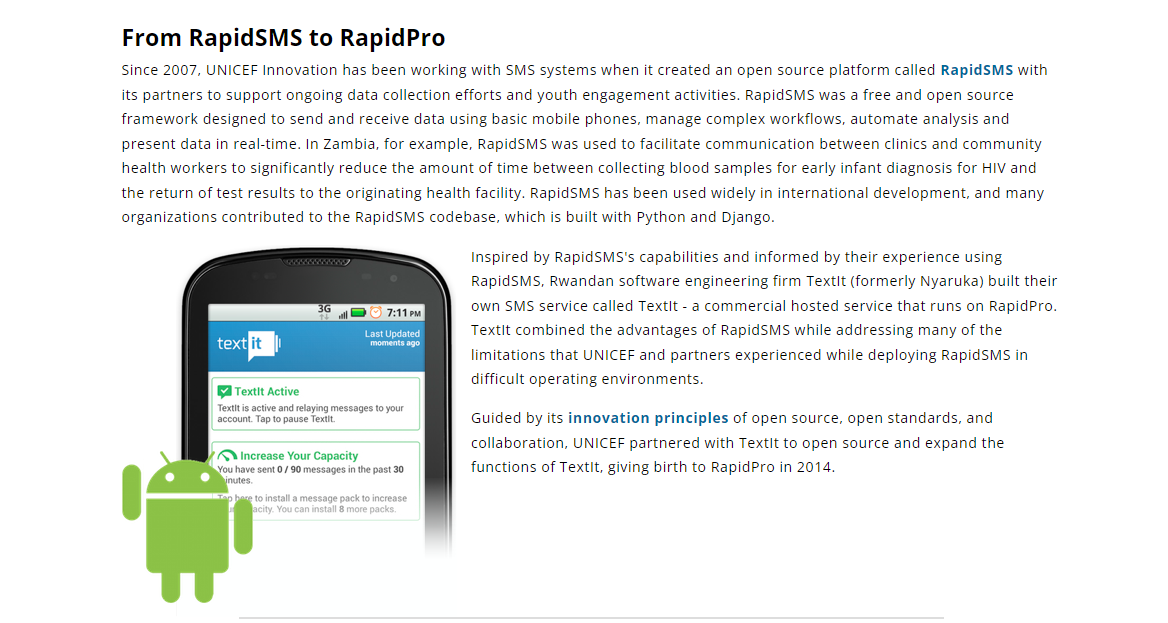 From RapidSMS to RapidPro
Since 2007, UNICEF Innovation has been working with SMS systems when it created an open source platform called RapidSMS with
its partners to support ongoing data collection efforts and youth engagement activities. RapidSMS was a free and open source
framework designed to send and receive data using basic mobile phones, manage complex workflows, automate analysis and
present data in real-time. In Zambia, for example, RapidSMS was used to facilitate communication between clinics and community
health workers to significantly reduce the amount of time between collecting blood samples for early infant diagnosis for HIV and
the return of test results to the originating health facility. RapidSMS has been used widely in international development, and many
organizations contributed to the RapidSMS codebase, which is built with Python and Django.
3G 7:11 PM
textit
Last Updated
moments ago
TextIt Active
TextIt is active and relaying messages to your
account. Tap to pause TextIt.
Increase Your Capacity
You have sent 0 / 90 messages in the past 30
inutes.
Tap here to install a message pack to increase
acity. You can install 8 more packs.
Inspired by RapidSMS's capabilities and informed by their experience using
RapidSMS, Rwandan software engineering firm TextIt (formerly Nyaruka) built their
own SMS service called TextIt - a commercial hosted service that runs on RapidPro.
TextIt combined the advantages of RapidSMS while addressing many of the
limitations that UNICEF and partners experienced while deploying RapidSMS in
difficult operating environments.
Guided by its innovation principles of open source, open standards, and
collaboration, UNICEF partnered with TextIt to open source and expand the
functions of TextIt, giving birth to RapidPro in 2014.